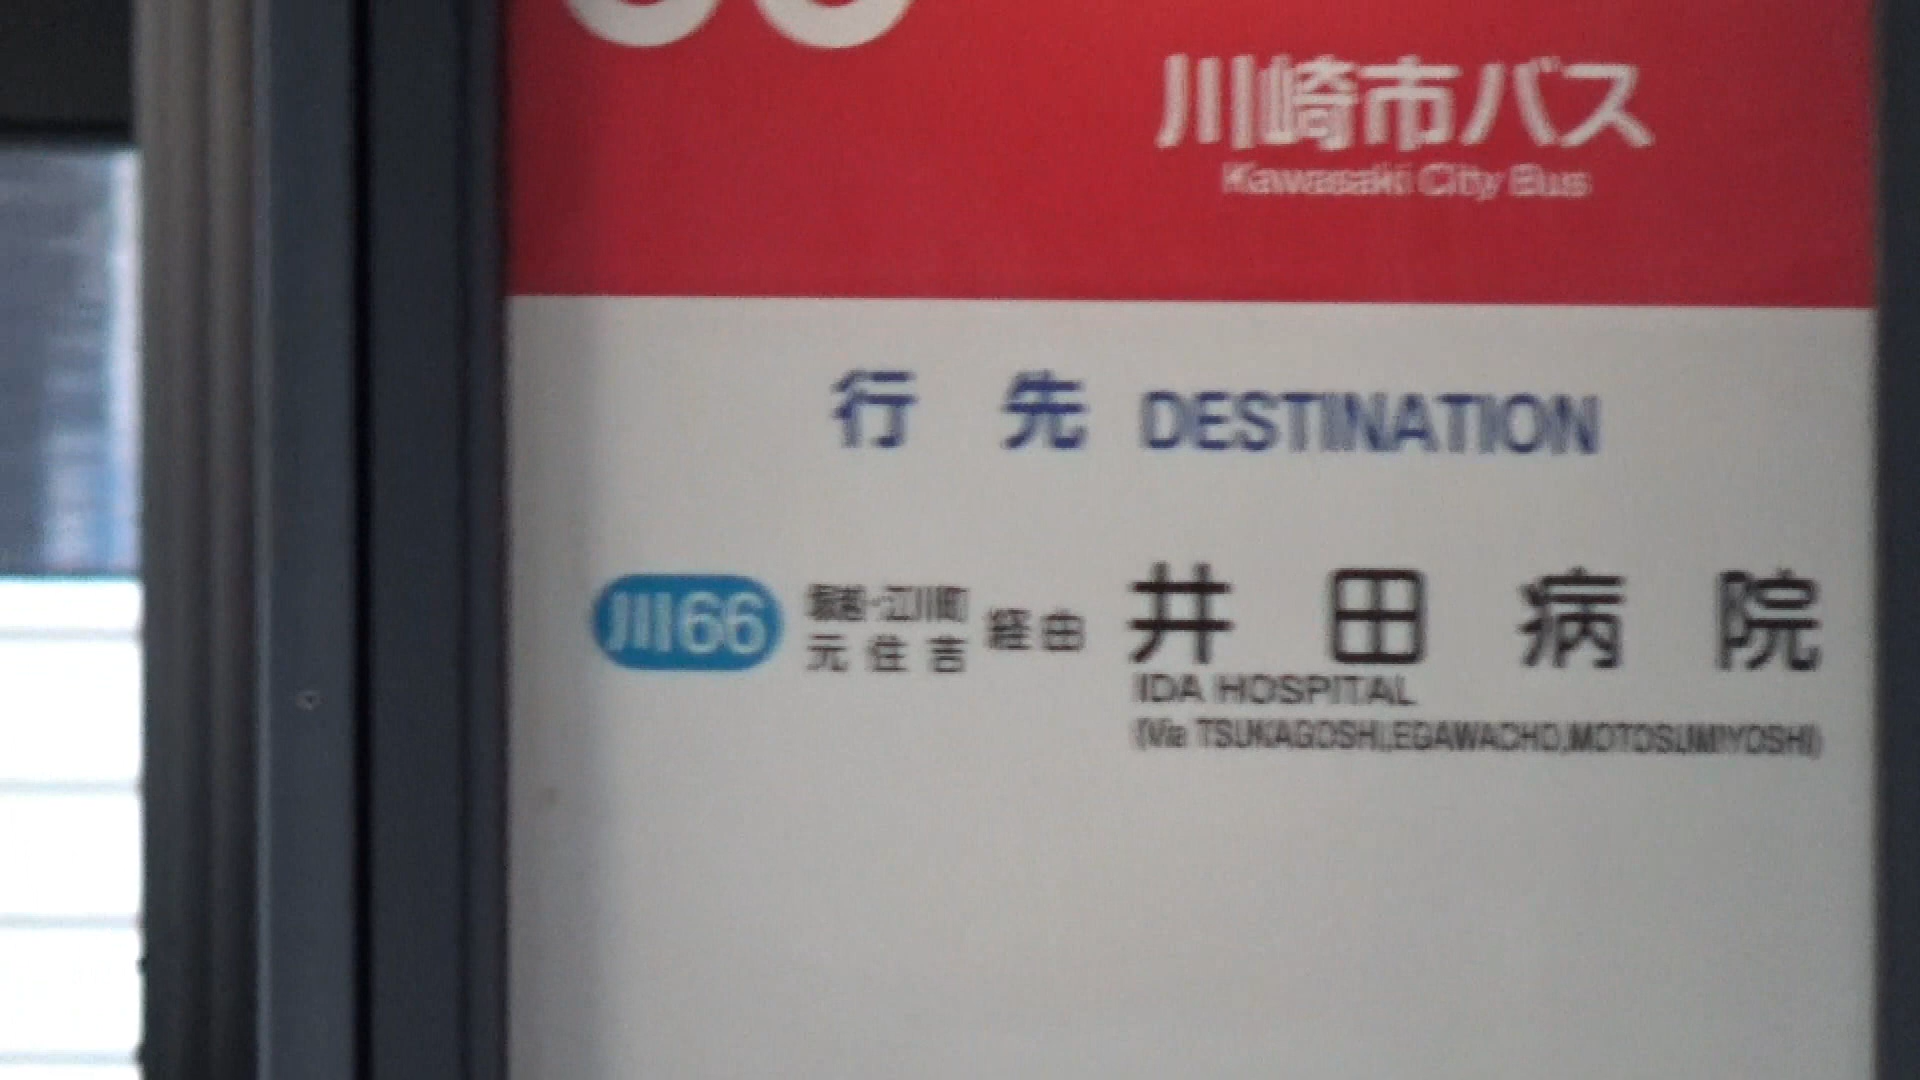 川崎市バス
Kawasaki City Bus
行先 DESTINATION
川66 塚越・江川町 元住吉 経由 井田病院
IDA HOSPITAL
(Via TSUKAGOSHI,EGAWACHO,MOTOSUMIYOSHI)